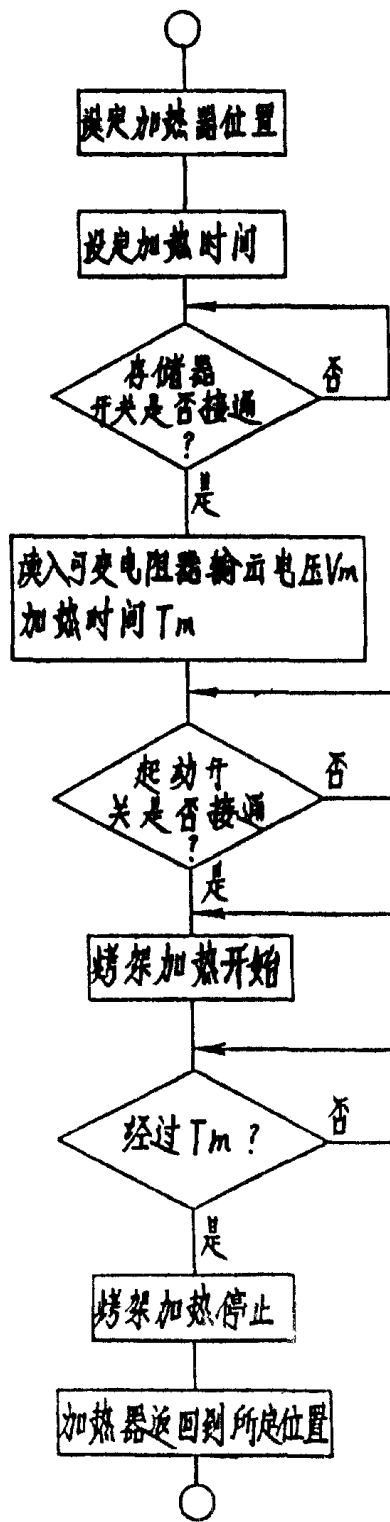 设定加热器位置
设定加热时间
存储器
开关是否接通
?
否
是
读入可变电阻器输出电压Vm
加热时间Tm
起动开
关是否接通
?
否
是
烤架加热开始
经过Tm?
否
是
烤架加热停止
加热器返回到所定位置